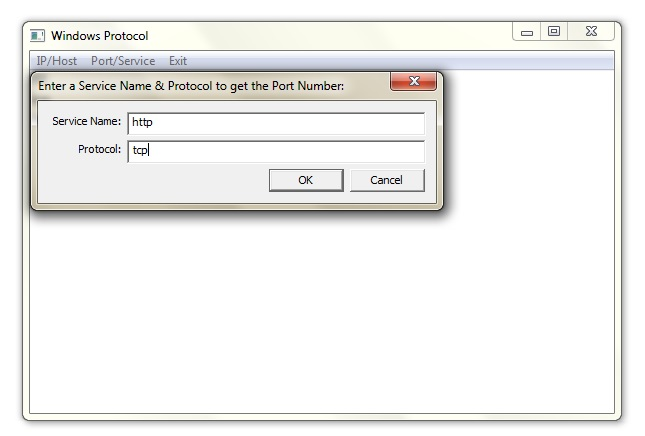 Windows Protocol
IP/Host Port/Service Exit
Enter a Service Name & Protocol to get the Port Number:
Service Name: http
Protocol: tcp
OK Cancel